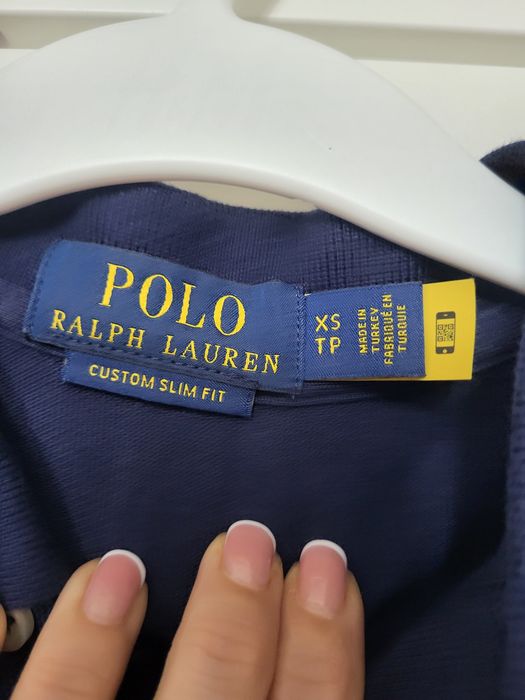 POLO
RALPH LAUREN
CUSTOM SLIM FIT
XS
TP
MADE IN
TURKEY
FABRIQUÉ EN
TURQUIE